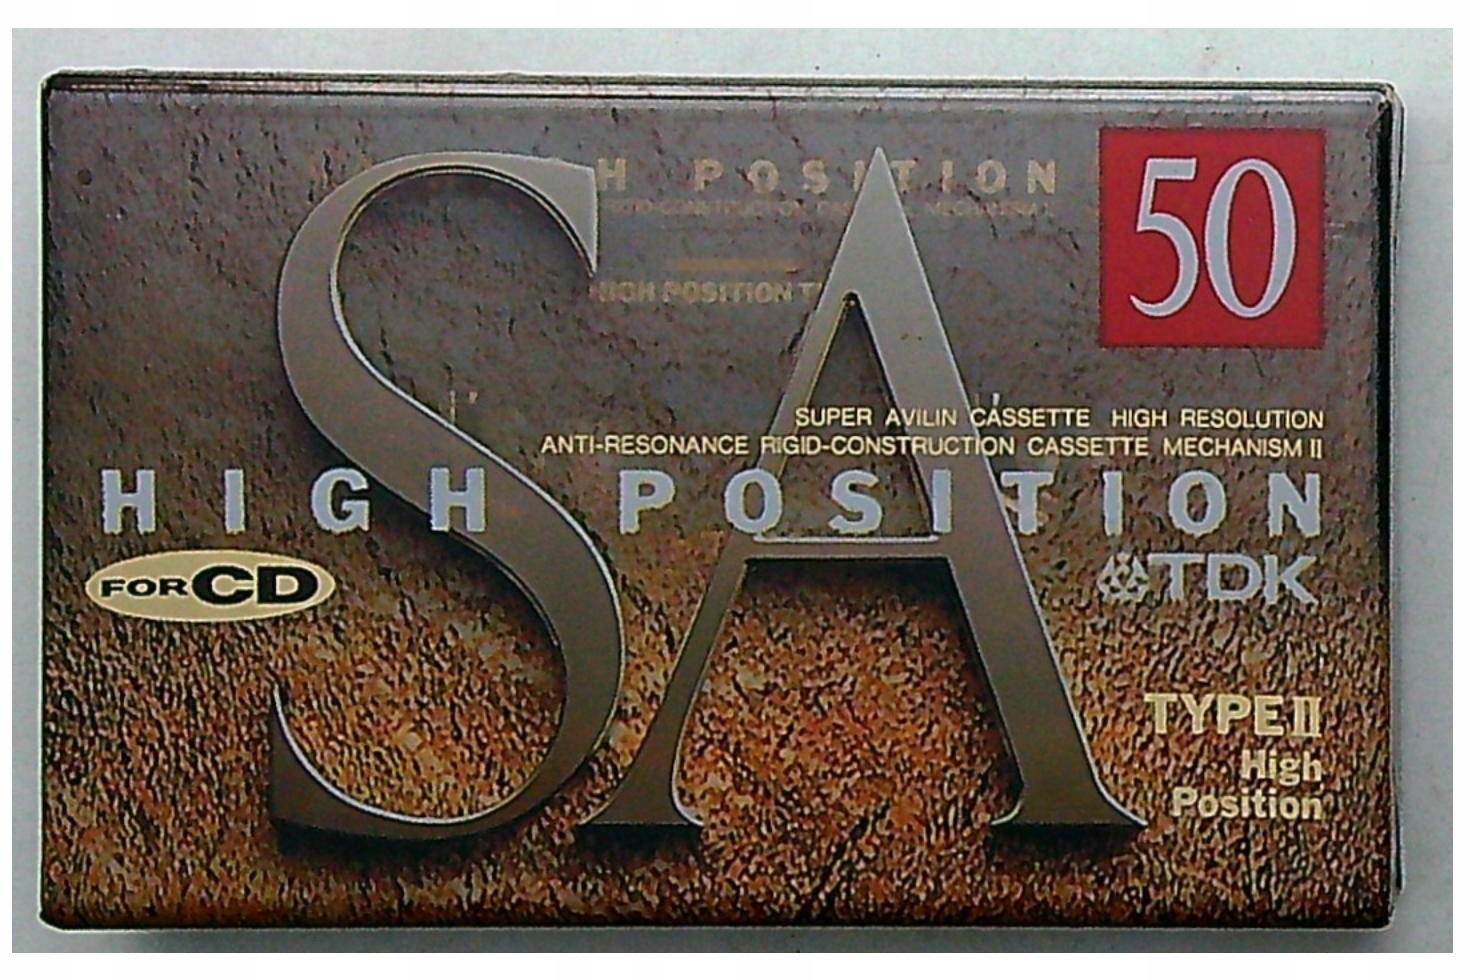 H POSITION
HIGH POSITION
50
SA
SUPER AVILIN CASSETTE HIGH RESOLUTION
ANTI-RESONANCE RIGID-CONSTRUCTION CASSETTE MECHANISM II
HIGH POSITION
FOR CD
TDK
TYPE II
High
Position